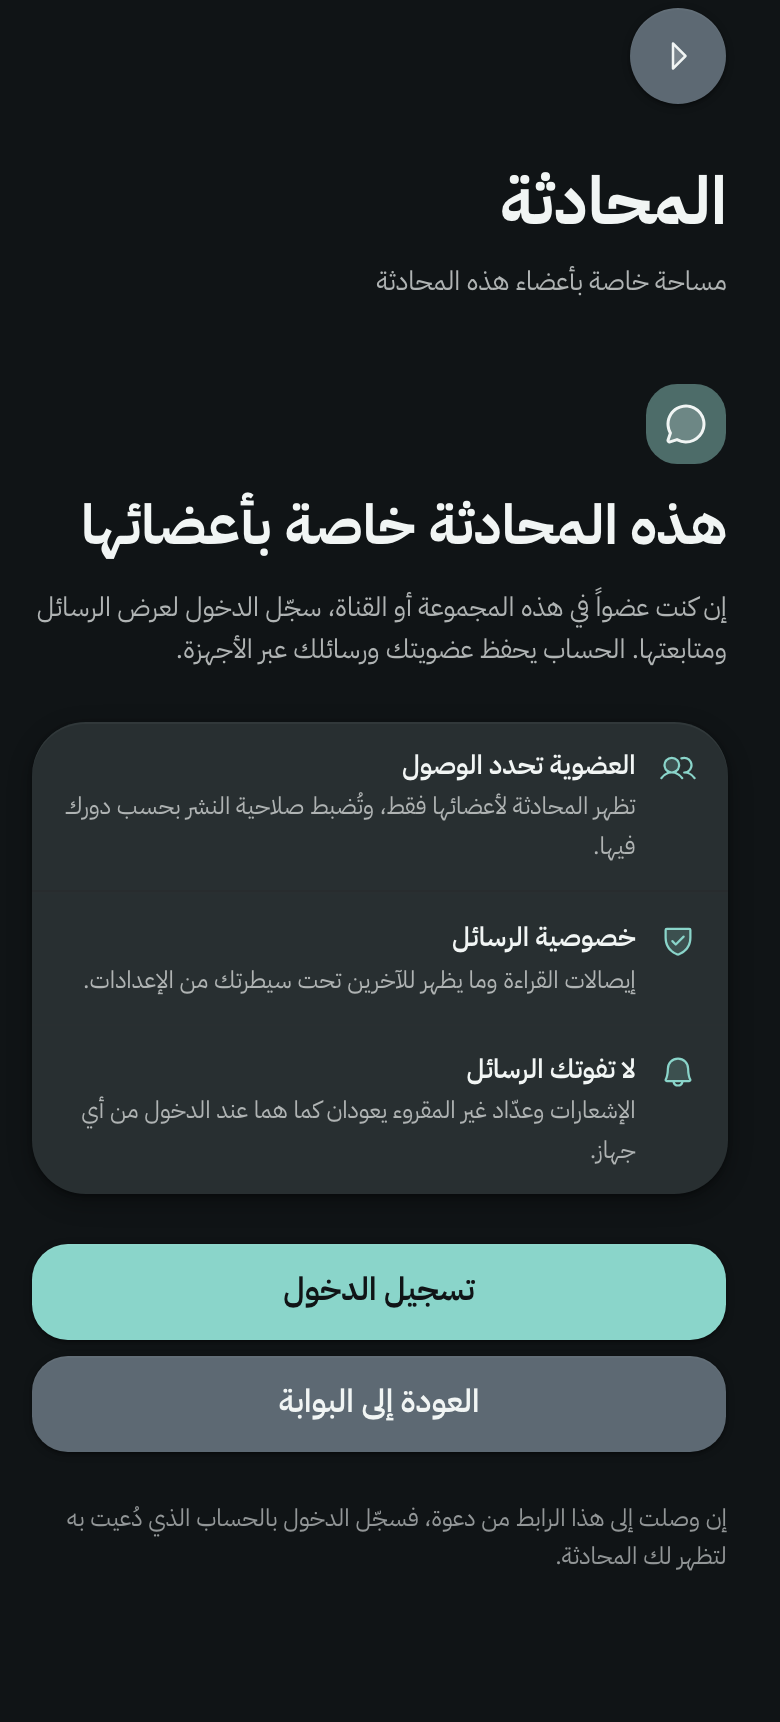 المحادثة
مساحة خاصة بأعضاء هذه المحادثة
هذه المحادثة خاصة بأعضائها
إن كنت عضواً في هذه المجموعة أو القناة، سجّل الدخول لعرض الرسائل
ومتابعتها. الحساب يحفظ عضويتك ورسائلك عبر الأجهزة.
العضوية تحدد الوصول
تظهر المحادثة لأعضائها فقط، وتُضبط صلاحية النشر بحسب دورك
فيها.
خصوصية الرسائل
إيصالات القراءة وما يظهر للآخرين تحت سيطرتك من الإعدادات.
لا تفوتك الرسائل
الإشعارات وعدّاد غير المقروء يعودان كما هما عند الدخول من أي
جهاز.
تسجيل الدخول
العودة إلى البوابة
إن وصلت إلى هذا الرابط من دعوة، فسجّل الدخول بالحساب الذي دُعيت به
لتظهر لك المحادثة.